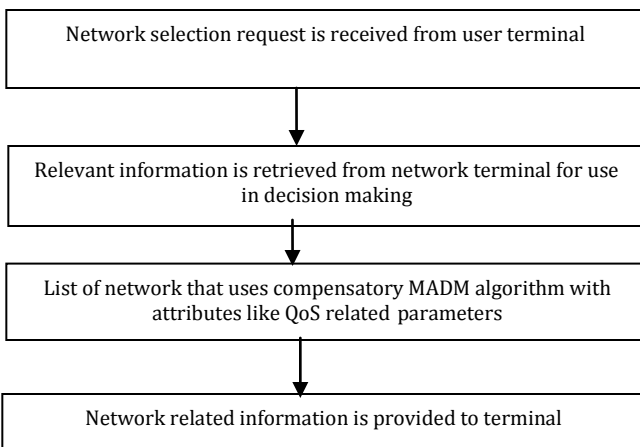 Network selection request is received from user terminal
Relevant information is retrieved from network terminal for use
in decision making
List of network that uses compensatory MADM algorithm with
attributes like QoS related parameters
Network related information is provided to terminal